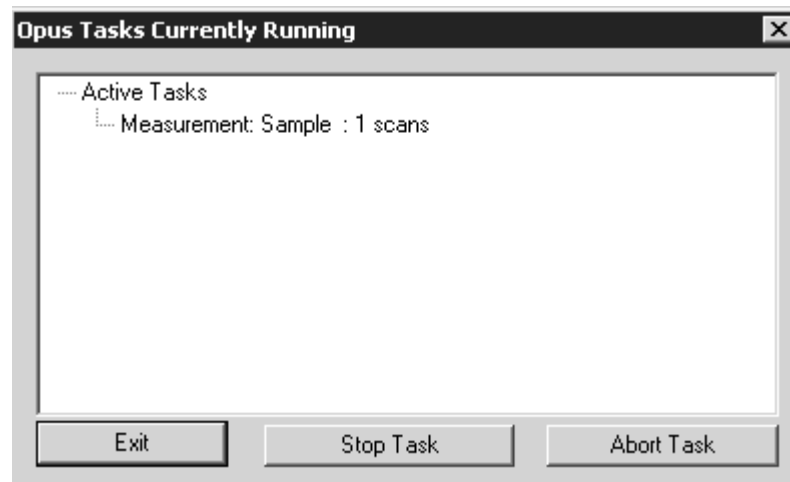 Opus Tasks Currently Running
Active Tasks
Measurement: Sample : 1 scans
Exit Stop Task Abort Task